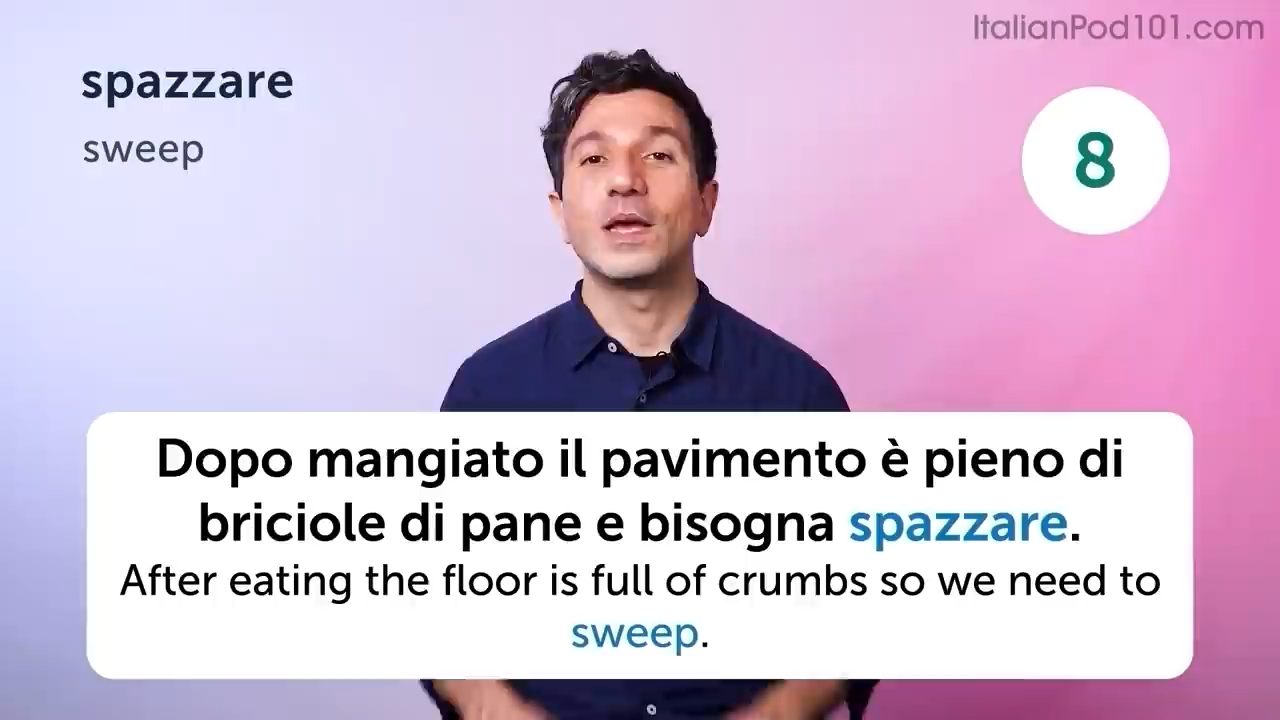 ItalianPod101.com
spazzare
sweep
8
Dopo mangiato il pavimento è pieno di
briciole di pane e bisogna spazzare.
After eating the floor is full of crumbs so we need to
sweep.